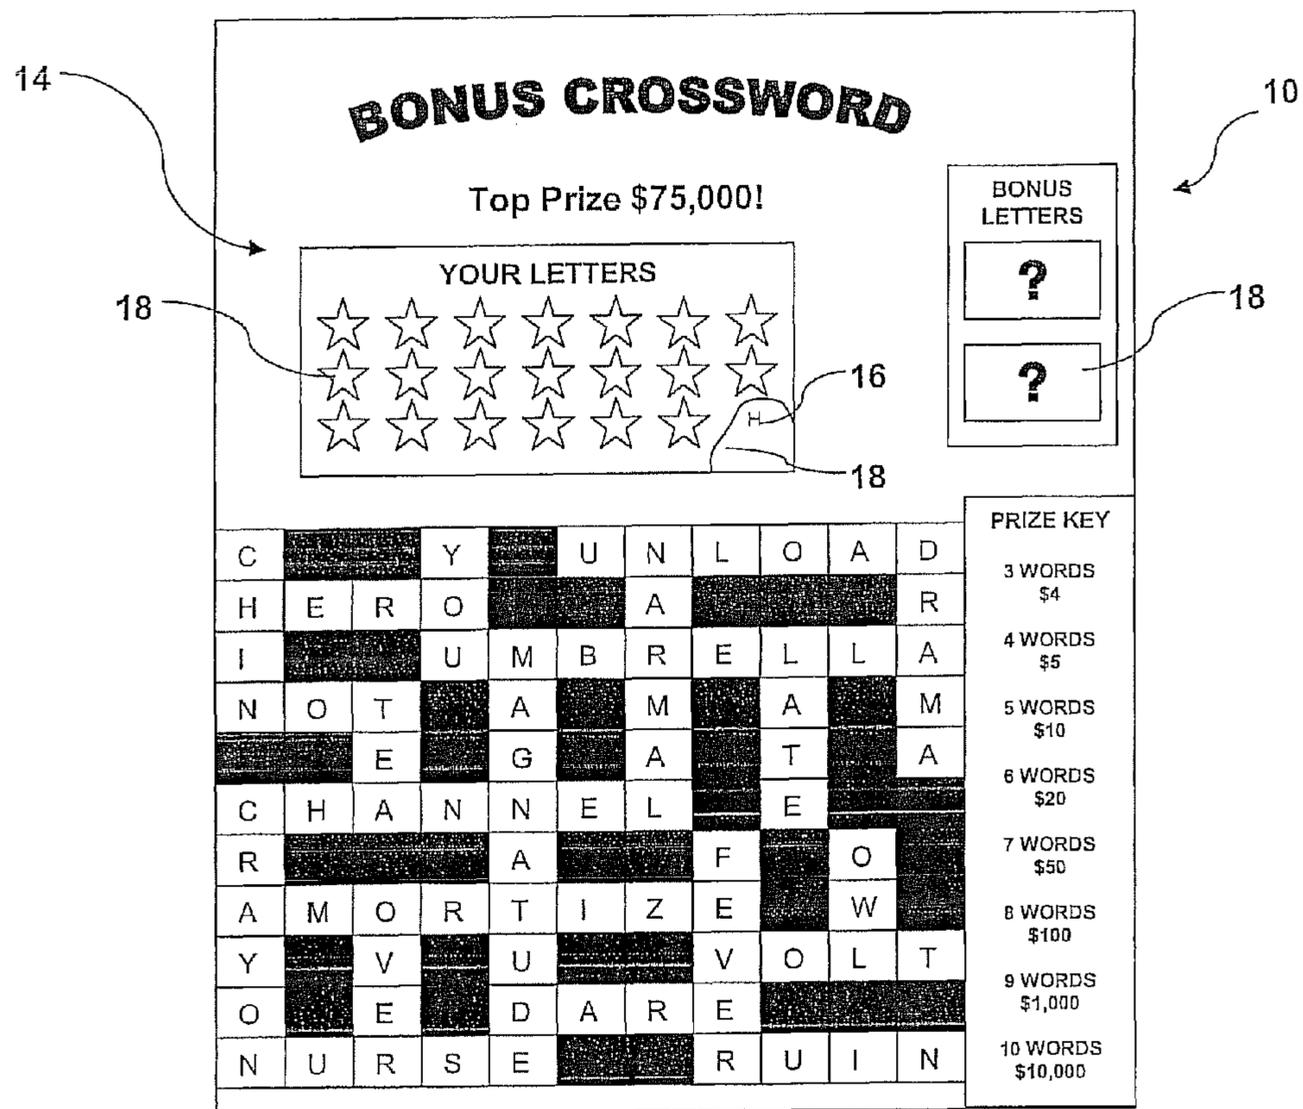 14
BONUS CROSSWORD
10
Top Prize $75,000!
BONUS
LETTERS
?
?
18
YOUR LETTERS
18
16
H
18
C Y U N L O A D
H E R O A R
I U M B R E L L A
N O T A M A M
E G A T A
C H A N N E L E
R A F O
A M O R T I Z E W
Y V U V O L T
O E D A R E
N U R S E R U I N
PRIZE KEY
3 WORDS
$4
4 WORDS
$5
5 WORDS
$10
6 WORDS
$20
7 WORDS
$50
8 WORDS
$100
9 WORDS
$1,000
10 WORDS
$10,000